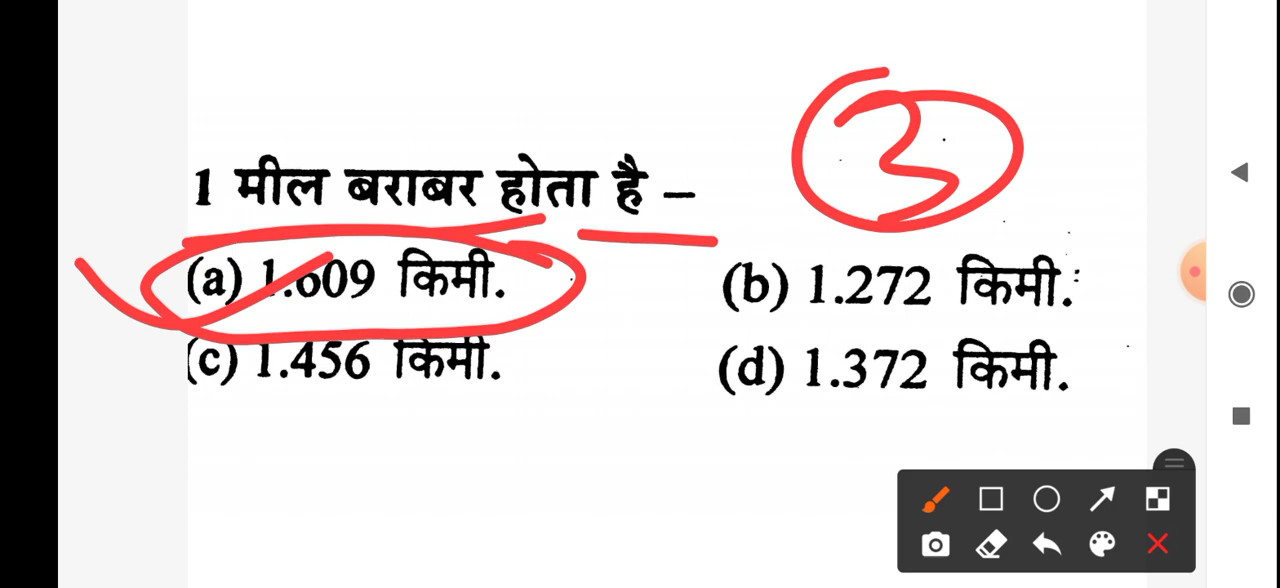 3
1 मील बराबर होता है –
(a) 1.609 किमी.
(b) 1.272 किमी.
(c) 1.456 किमी.
(d) 1.372 किमी.